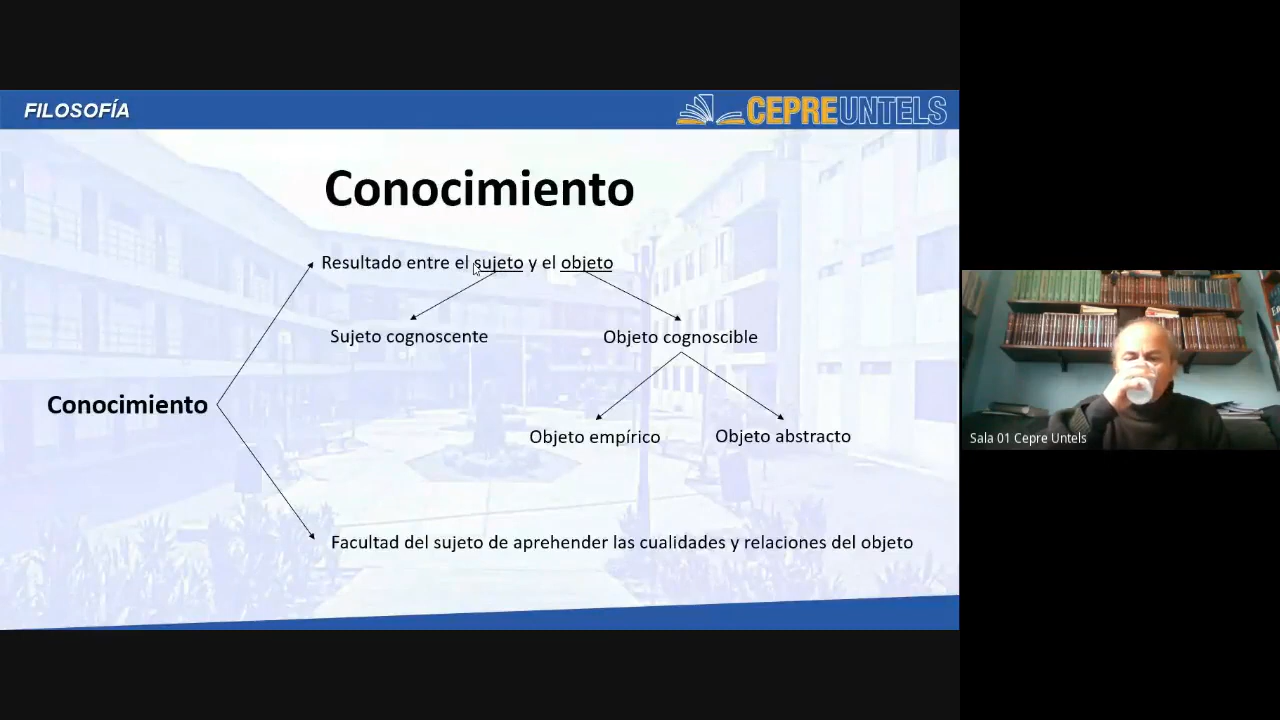 FILOSOFÍA
CEPREUNTELS
Conocimiento
Resultado entre el sujeto y el objeto
Sujeto cognoscente
Objeto cognoscible
Conocimiento
Objeto empírico
Objeto abstracto
Facultad del sujeto de aprehender las cualidades y relaciones del objeto
Sala 01 Cepre Untels